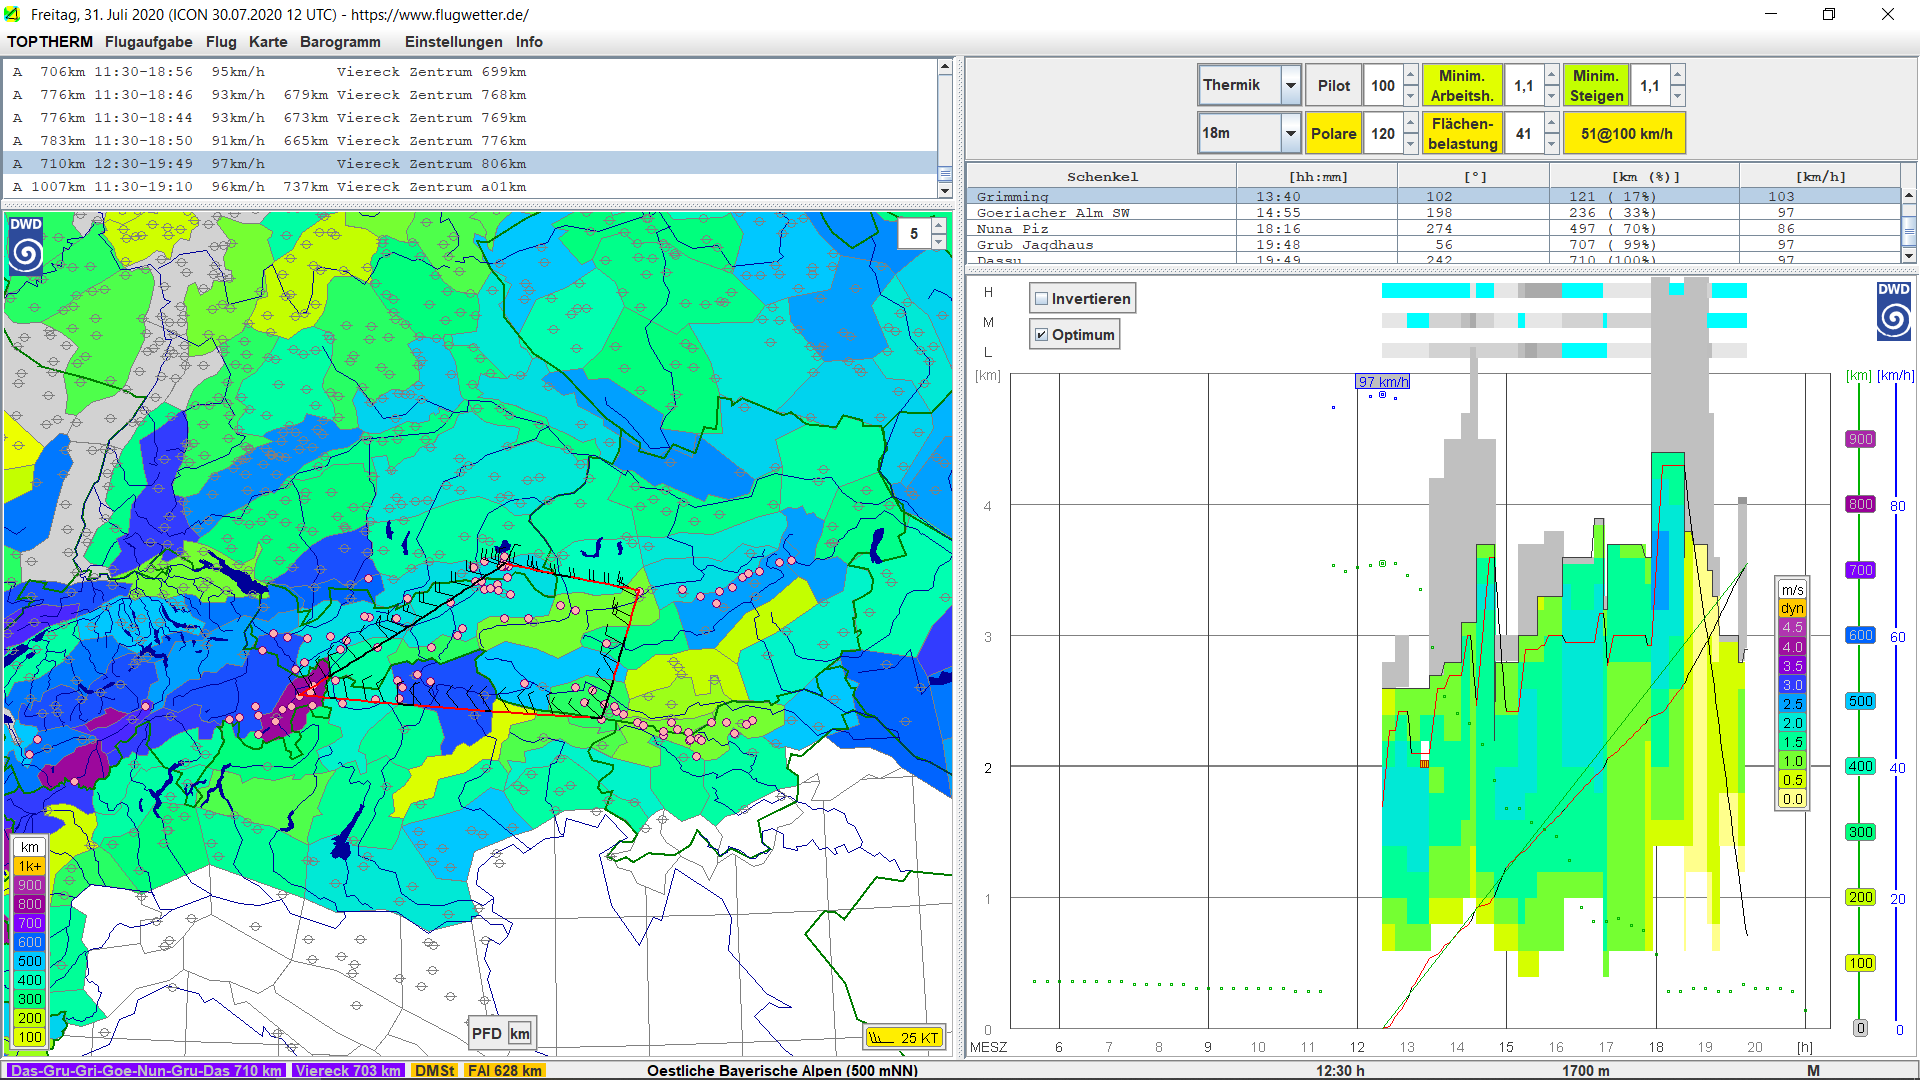 Freitag, 31. Juli 2020 (ICON 30.07.2020 12 UTC) - https://www.flugwetter.de/
TOPTHERM Flugaufgabe Flug Karte Barogramm Einstellungen Info
A 706km 11:30-18:56 95km/h Viereck Zentrum 699km
A 776km 11:30-18:46 93km/h 679km Viereck Zentrum 768km
A 776km 11:30-18:44 93km/h 673km Viereck Zentrum 769km
A 783km 11:30-18:50 91km/h 665km Viereck Zentrum 776km
A 710km 12:30-19:49 97km/h Viereck Zentrum 806km
A 1007km 11:30-19:10 96km/h 737km Viereck Zentrum a01km
DWD
5
km
1k+
900
800
700
600
500
400
300
200
100
PFD km
25 KT
Thermik Pilot 100 Minim. Arbeitsh. 1,1 Minim. Steigen 1,1
18m Polare 120 Flächen-belastung 41 51@100 km/h
Schenkel [hh:mm] [°] [km (%)] [km/h]
Grimming 13:40 102 121 ( 17%) 103
Goeriacher Alm SW 14:55 198 236 ( 33%) 97
Nuna Piz 18:16 274 497 ( 70%) 86
Grub Jagdhaus 19:48 56 707 ( 99%) 97
Dassu 19:49 242 710 (100%) 97
H
M
L
Invertieren
Optimum
DWD
[km]
97 km/h
[km] [km/h]
4
3
2
1
0
900
800 80
700
600 60
500
400 40
300
200 20
100
0 0
m/s
dyn
4.5
4.0
3.5
3.0
2.5
2.0
1.5
1.0
0.5
0.0
MESZ 6 7 8 9 10 11 12 13 14 15 16 17 18 19 20 [h]
Das-Gru-Gri-Goe-Nun-Gru-Das 710 km Viereck 703 km DMSt FAI 628 km Oestliche Bayerische Alpen (500 mNN) 12:30 h 1700 m M